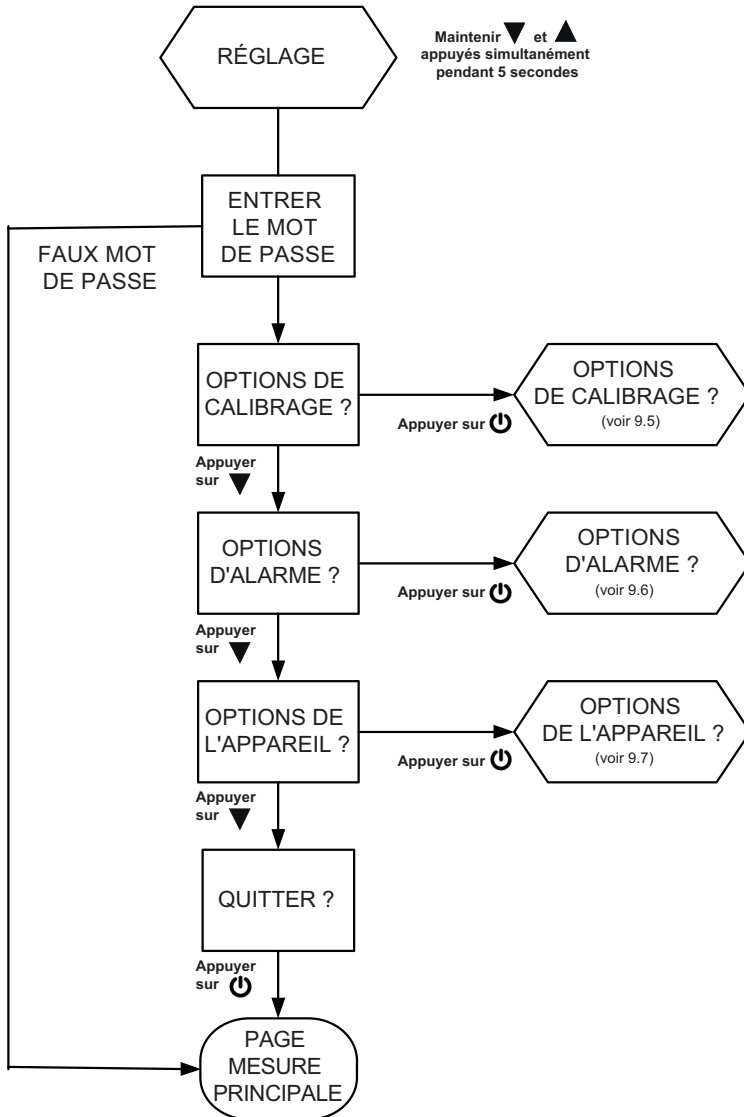 RÉGLAGE
Maintenir ▼ et ▲
appuyés simultanément
pendant 5 secondes
ENTRER
LE MOT
DE PASSE
FAUX MOT
DE PASSE
OPTIONS DE
CALIBRAGE ?
Appuyer sur ⏻
OPTIONS
DE CALIBRAGE ?
(voir 9.5)
Appuyer
sur ▼
OPTIONS
D'ALARME ?
Appuyer sur ⏻
OPTIONS
D'ALARME ?
(voir 9.6)
Appuyer
sur ▼
OPTIONS DE
L'APPAREIL ?
Appuyer sur ⏻
OPTIONS
DE L'APPAREIL ?
(voir 9.7)
Appuyer
sur ▼
QUITTER ?
Appuyer
sur ⏻
PAGE
MESURE
PRINCIPALE